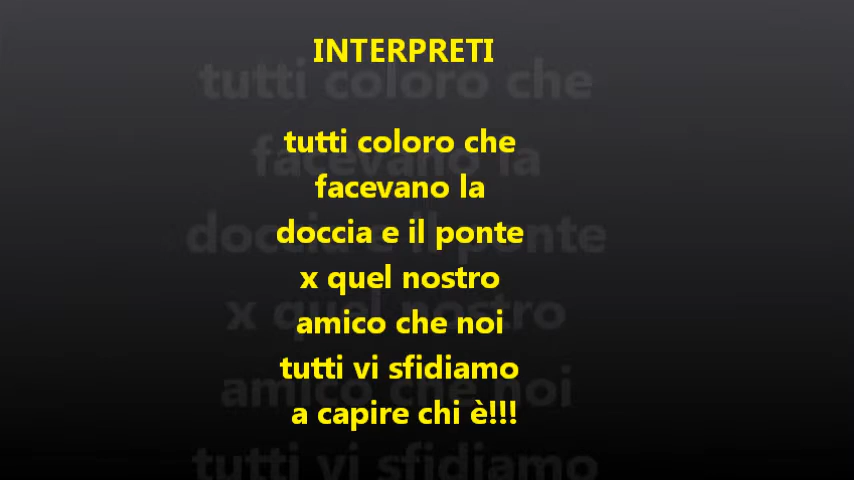 INTERPRETI
tutti coloro che
facevano la
doccia e il ponte
x quel nostro
amico che noi
tutti vi sfidiamo
a capire chi è!!!